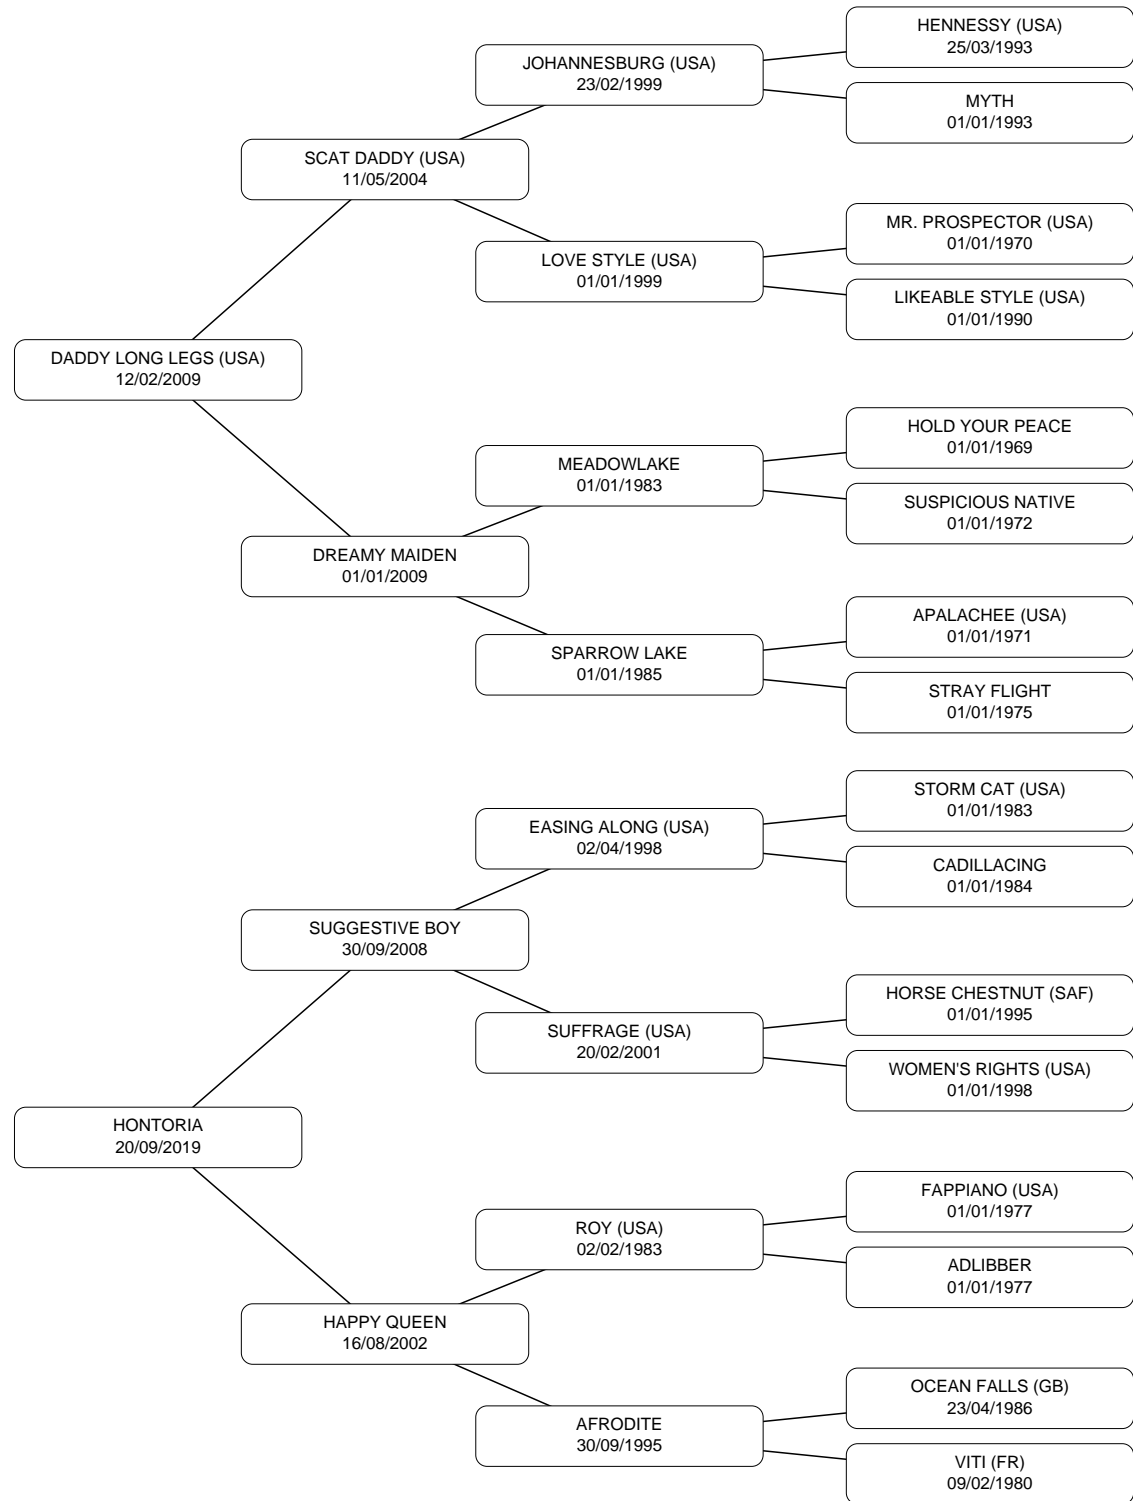 HENNESSY (USA)
25/03/1993
JOHANNESBURG (USA)
23/02/1999
MYTH
01/01/1993
SCAT DADDY (USA)
11/05/2004
MR. PROSPECTOR (USA)
01/01/1970
LOVE STYLE (USA)
01/01/1999
LIKEABLE STYLE (USA)
01/01/1990
DADDY LONG LEGS (USA)
12/02/2009
HOLD YOUR PEACE
01/01/1969
MEADOWLAKE
01/01/1983
SUSPICIOUS NATIVE
01/01/1972
DREAMY MAIDEN
01/01/2009
APALACHEE (USA)
01/01/1971
SPARROW LAKE
01/01/1985
STRAY FLIGHT
01/01/1975
STORM CAT (USA)
01/01/1983
EASING ALONG (USA)
02/04/1998
CADILLACING
01/01/1984
SUGGESTIVE BOY
30/09/2008
HORSE CHESTNUT (SAF)
01/01/1995
SUFFRAGE (USA)
20/02/2001
WOMEN'S RIGHTS (USA)
01/01/1998
HONTORIA
20/09/2019
FAPPIANO (USA)
01/01/1977
ROY (USA)
02/02/1983
ADLIBBER
01/01/1977
HAPPY QUEEN
16/08/2002
OCEAN FALLS (GB)
23/04/1986
AFRODITE
30/09/1995
VITI (FR)
09/02/1980